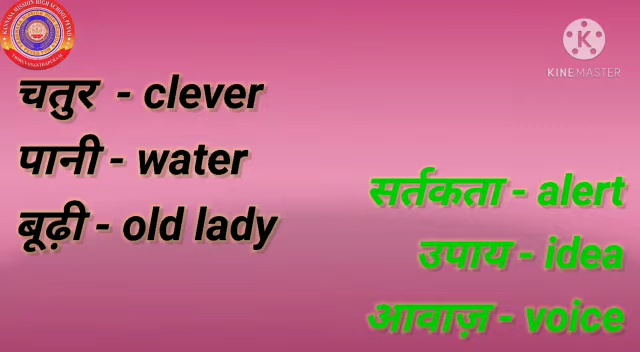 KINEMASTER
चतुर - clever
पानी - water
बूढ़ी - old lady
सर्तकता - alert
उपाय - idea
आवाज़ - voice